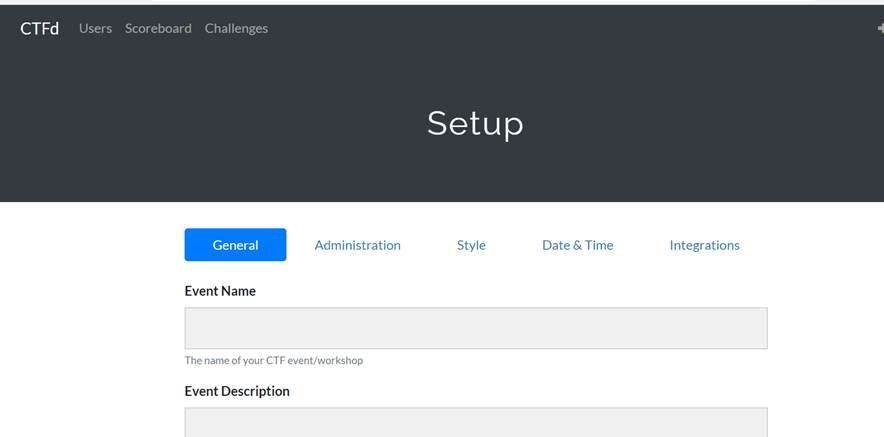 CTFd Users Scoreboard Challenges
Setup
General Administration Style Date & Time Integrations
Event Name
The name of your CTF event/workshop
Event Description